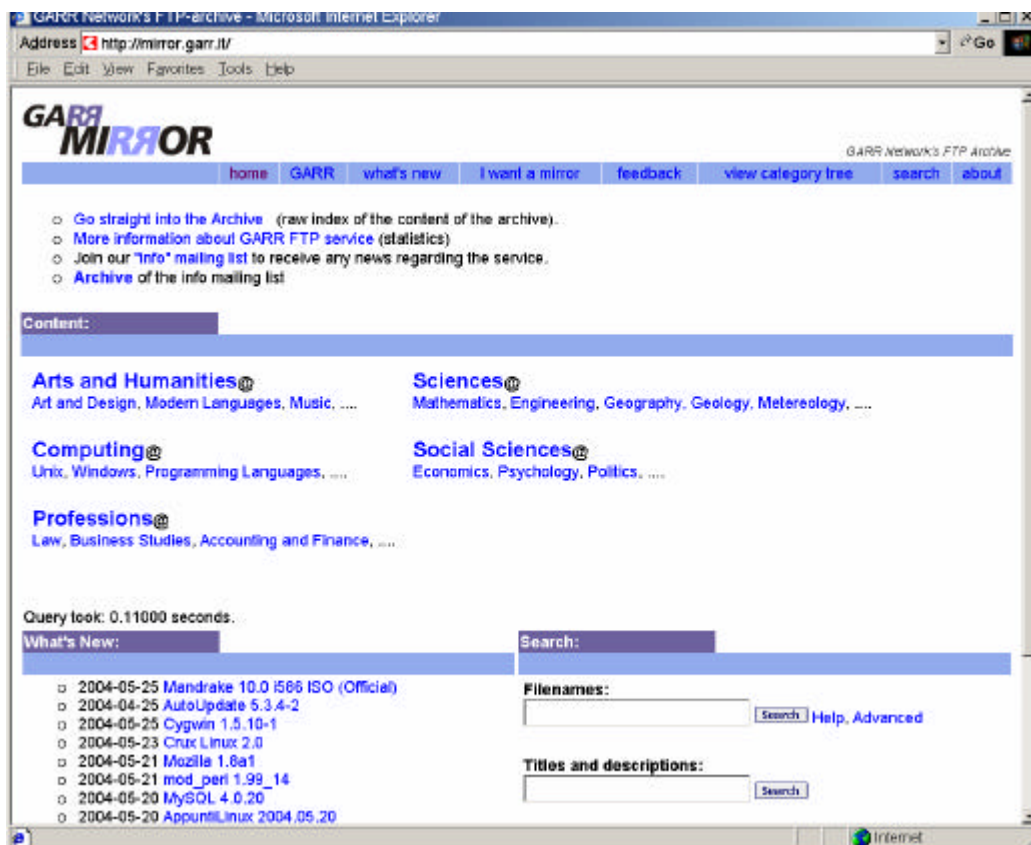 GARR Network's FTP-archive - Microsoft Internet Explorer
Address http://mirror.garr.it/ Go
File Edit View Favorites Tools Help
GARR
MIRROR
GARR Network's FTP Archive
home GARR what's new I want a mirror feedback view category tree search about
Go straight into the Archive (raw index of the content of the archive).
More information about GARR FTP service (statistics)
Join our "info" mailing list to receive any news regarding the service.
Archive of the info mailing list
Content:
Arts and Humanities@
Art and Design, Modern Languages, Music, ....
Sciences@
Mathematics, Engineering, Geography, Geology, Metereology, ....
Computing@
Unix, Windows, Programming Languages, ....
Social Sciences@
Economics, Psychology, Politics, ....
Professions@
Law, Business Studies, Accounting and Finance, ....
Query took: 0.11000 seconds.
What's New:
2004-05-25 Mandrake 10.0 i586 ISO (Official)
2004-04-25 AutoUpdate 5.3.4-2
2004-05-25 Cygwin 1.5.10-1
2004-05-23 Crux Linux 2.0
2004-05-21 Mozilla 1.8a1
2004-05-21 mod_perl 1.99_14
2004-05-20 MySQL 4.0.20
2004-05-20 AppuntiLinux 2004.05.20
Search:
Filenames:
Search Help, Advanced
Titles and descriptions:
Search
Internet